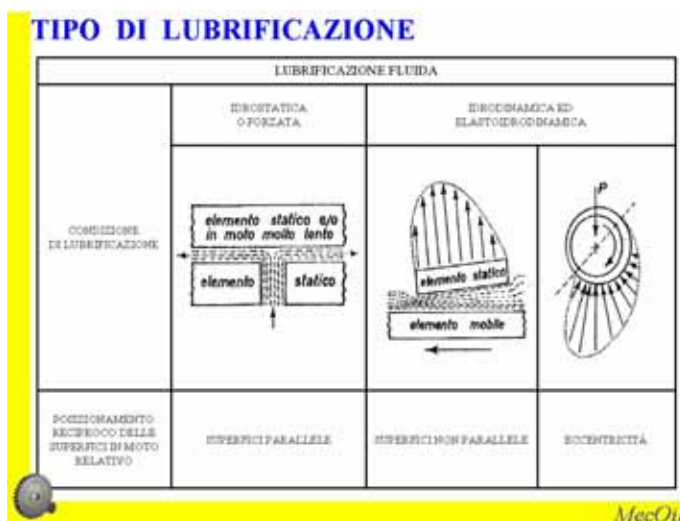 TIPO DI LUBRIFICAZIONE
LUBRIFICAZIONE FLUIDA
IDROSTATICA
O FORZATA
IDRODINAMICA ED
ELASTOIDRODINAMICA
CONDIZIONE
DI LUBRIFICAZIONE
elemento statico e/o
in moto molto lento
elemento statico
elemento statico
elemento mobile
P
POSIZIONAMENTO
RECIPROCO DELLE
SUPERFICI IN MOTO
RELATIVO
SUPERFICI PARALLELE
SUPERFICI NON PARALLELE
ECCENTRICITÀ
MecOil